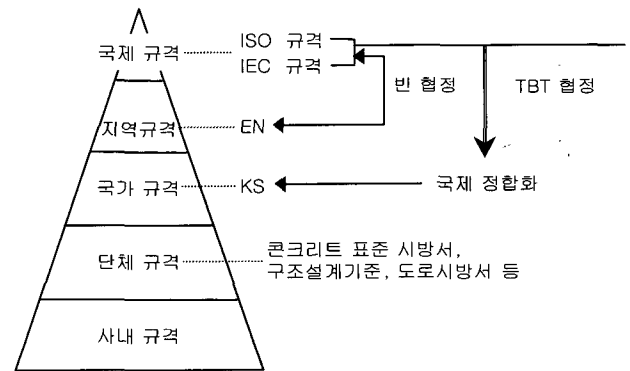 국제 규격 ISO 규격
IEC 규격
반 협정 TBT 협정
지역규격 EN
국가 규격 KS 국제 정합화
단체 규격 콘크리트 표준 시방서,
구조설계기준, 도로시방서 등
사내 규격